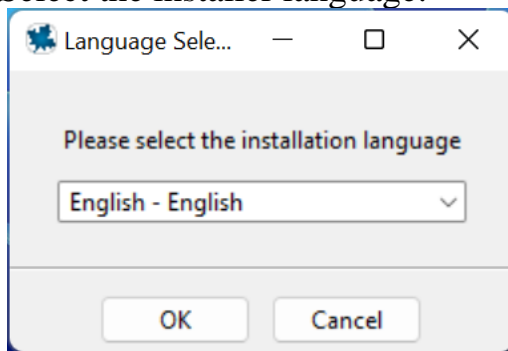 Select the installer language.
Language Sele...
Please select the installation language
English - English
OK
Cancel